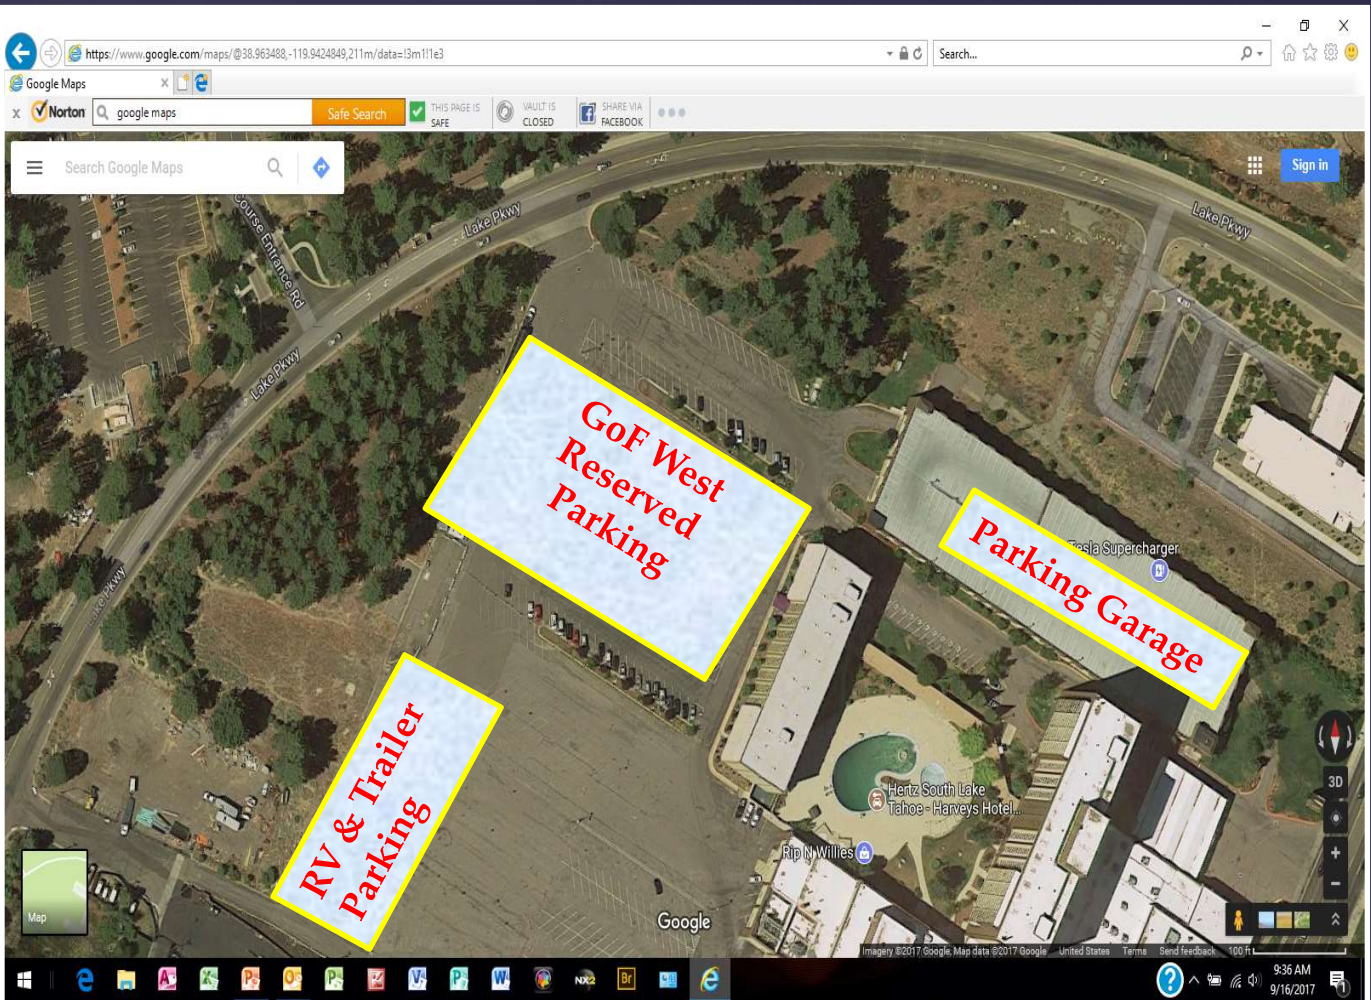 https://www.google.com/maps/@38.963488,-119.9424849,211m/data=!3m1!1e3
Search...
Google Maps
x Norton google maps Safe Search THIS PAGE IS SAFE VAULT IS CLOSED SHARE VIA FACEBOOK
Search Google Maps
Sign in
Course Entrance Rd
Lake Pkwy
Lake Pkwy
Lake Pkwy
Pkwy
GoF West
Reserved
Parking
Tesla Supercharger
Parking Garage
RV & Trailer
Parking
Hertz South Lake
Tahoe - Harveys Hotel...
Rip N Willies
3D
Map
Google
Imagery ©2017 Google, Map data ©2017 Google United States Terms Send feedback 100 ft
NX2
Br
9:36 AM
9/16/2017